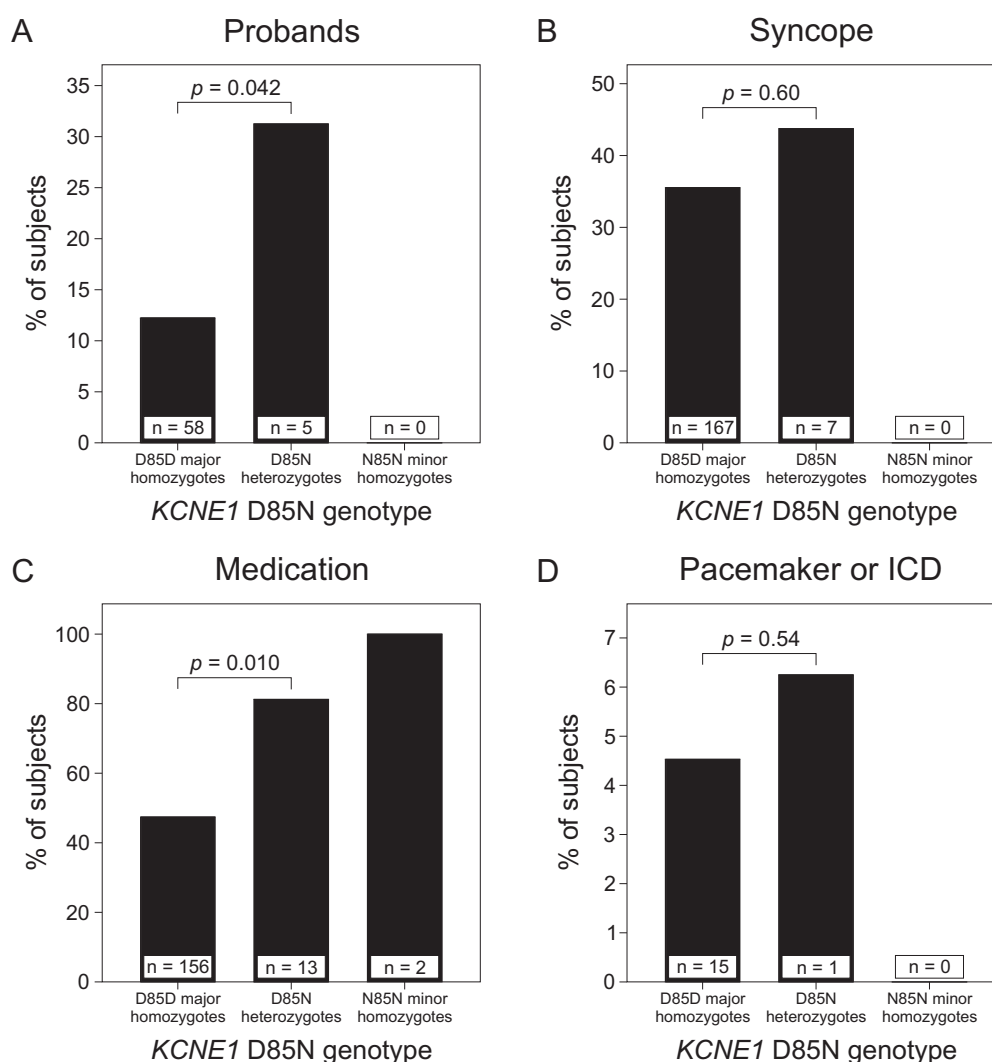 A
Probands
% of subjects
35
30
25
20
15
10
5
0
p = 0.042
n = 58
n = 5
n = 0
D85D major
homozygotes
D85N
heterozygotes
N85N minor
homozygotes
KCNE1 D85N genotype
B
Syncope
% of subjects
50
40
30
20
10
0
p = 0.60
n = 167
n = 7
n = 0
D85D major
homozygotes
D85N
heterozygotes
N85N minor
homozygotes
KCNE1 D85N genotype
C
Medication
% of subjects
100
80
60
40
20
0
p = 0.010
n = 156
n = 13
n = 2
D85D major
homozygotes
D85N
heterozygotes
N85N minor
homozygotes
KCNE1 D85N genotype
D
Pacemaker or ICD
% of subjects
7
6
5
4
3
2
1
0
p = 0.54
n = 15
n = 1
n = 0
D85D major
homozygotes
D85N
heterozygotes
N85N minor
homozygotes
KCNE1 D85N genotype